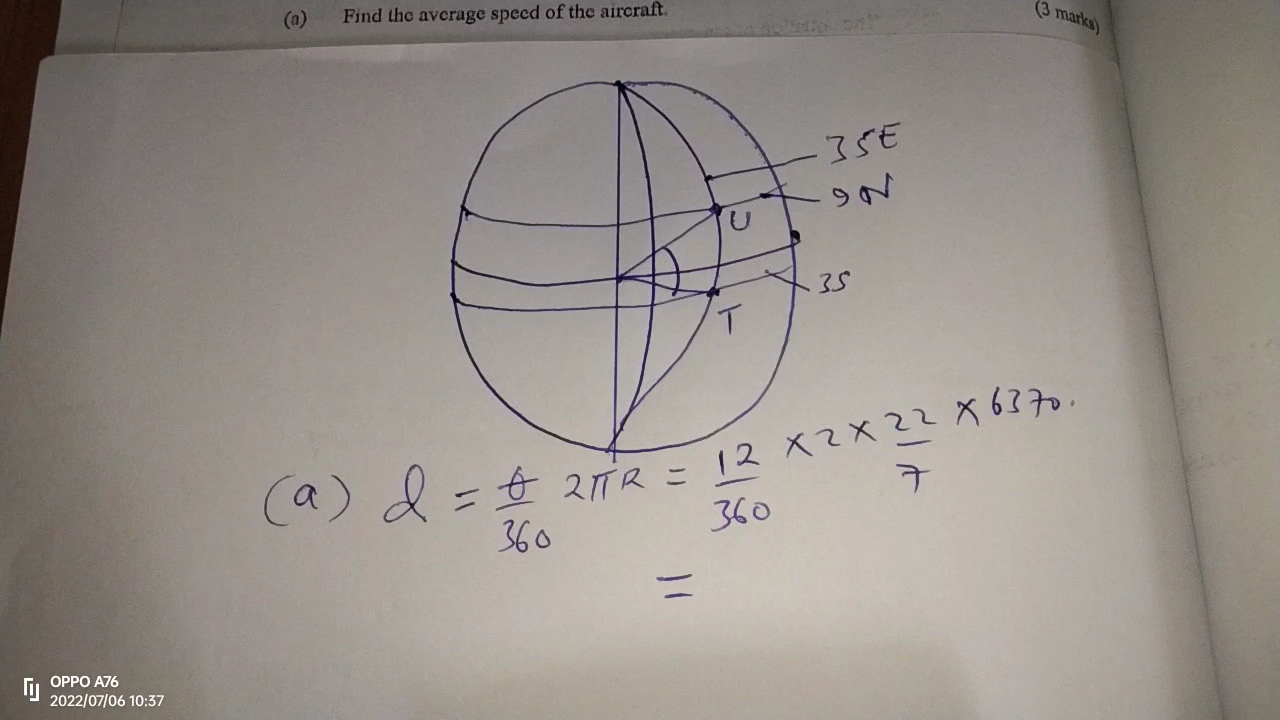 (a) Find the average speed of the aircraft. (3 marks)
35E
9N
U
3S
T
(a) d = θ/360 2πR = 12/360 × 2 × 22/7 × 6370.
=
OPPO A76
2022/07/06 10:37